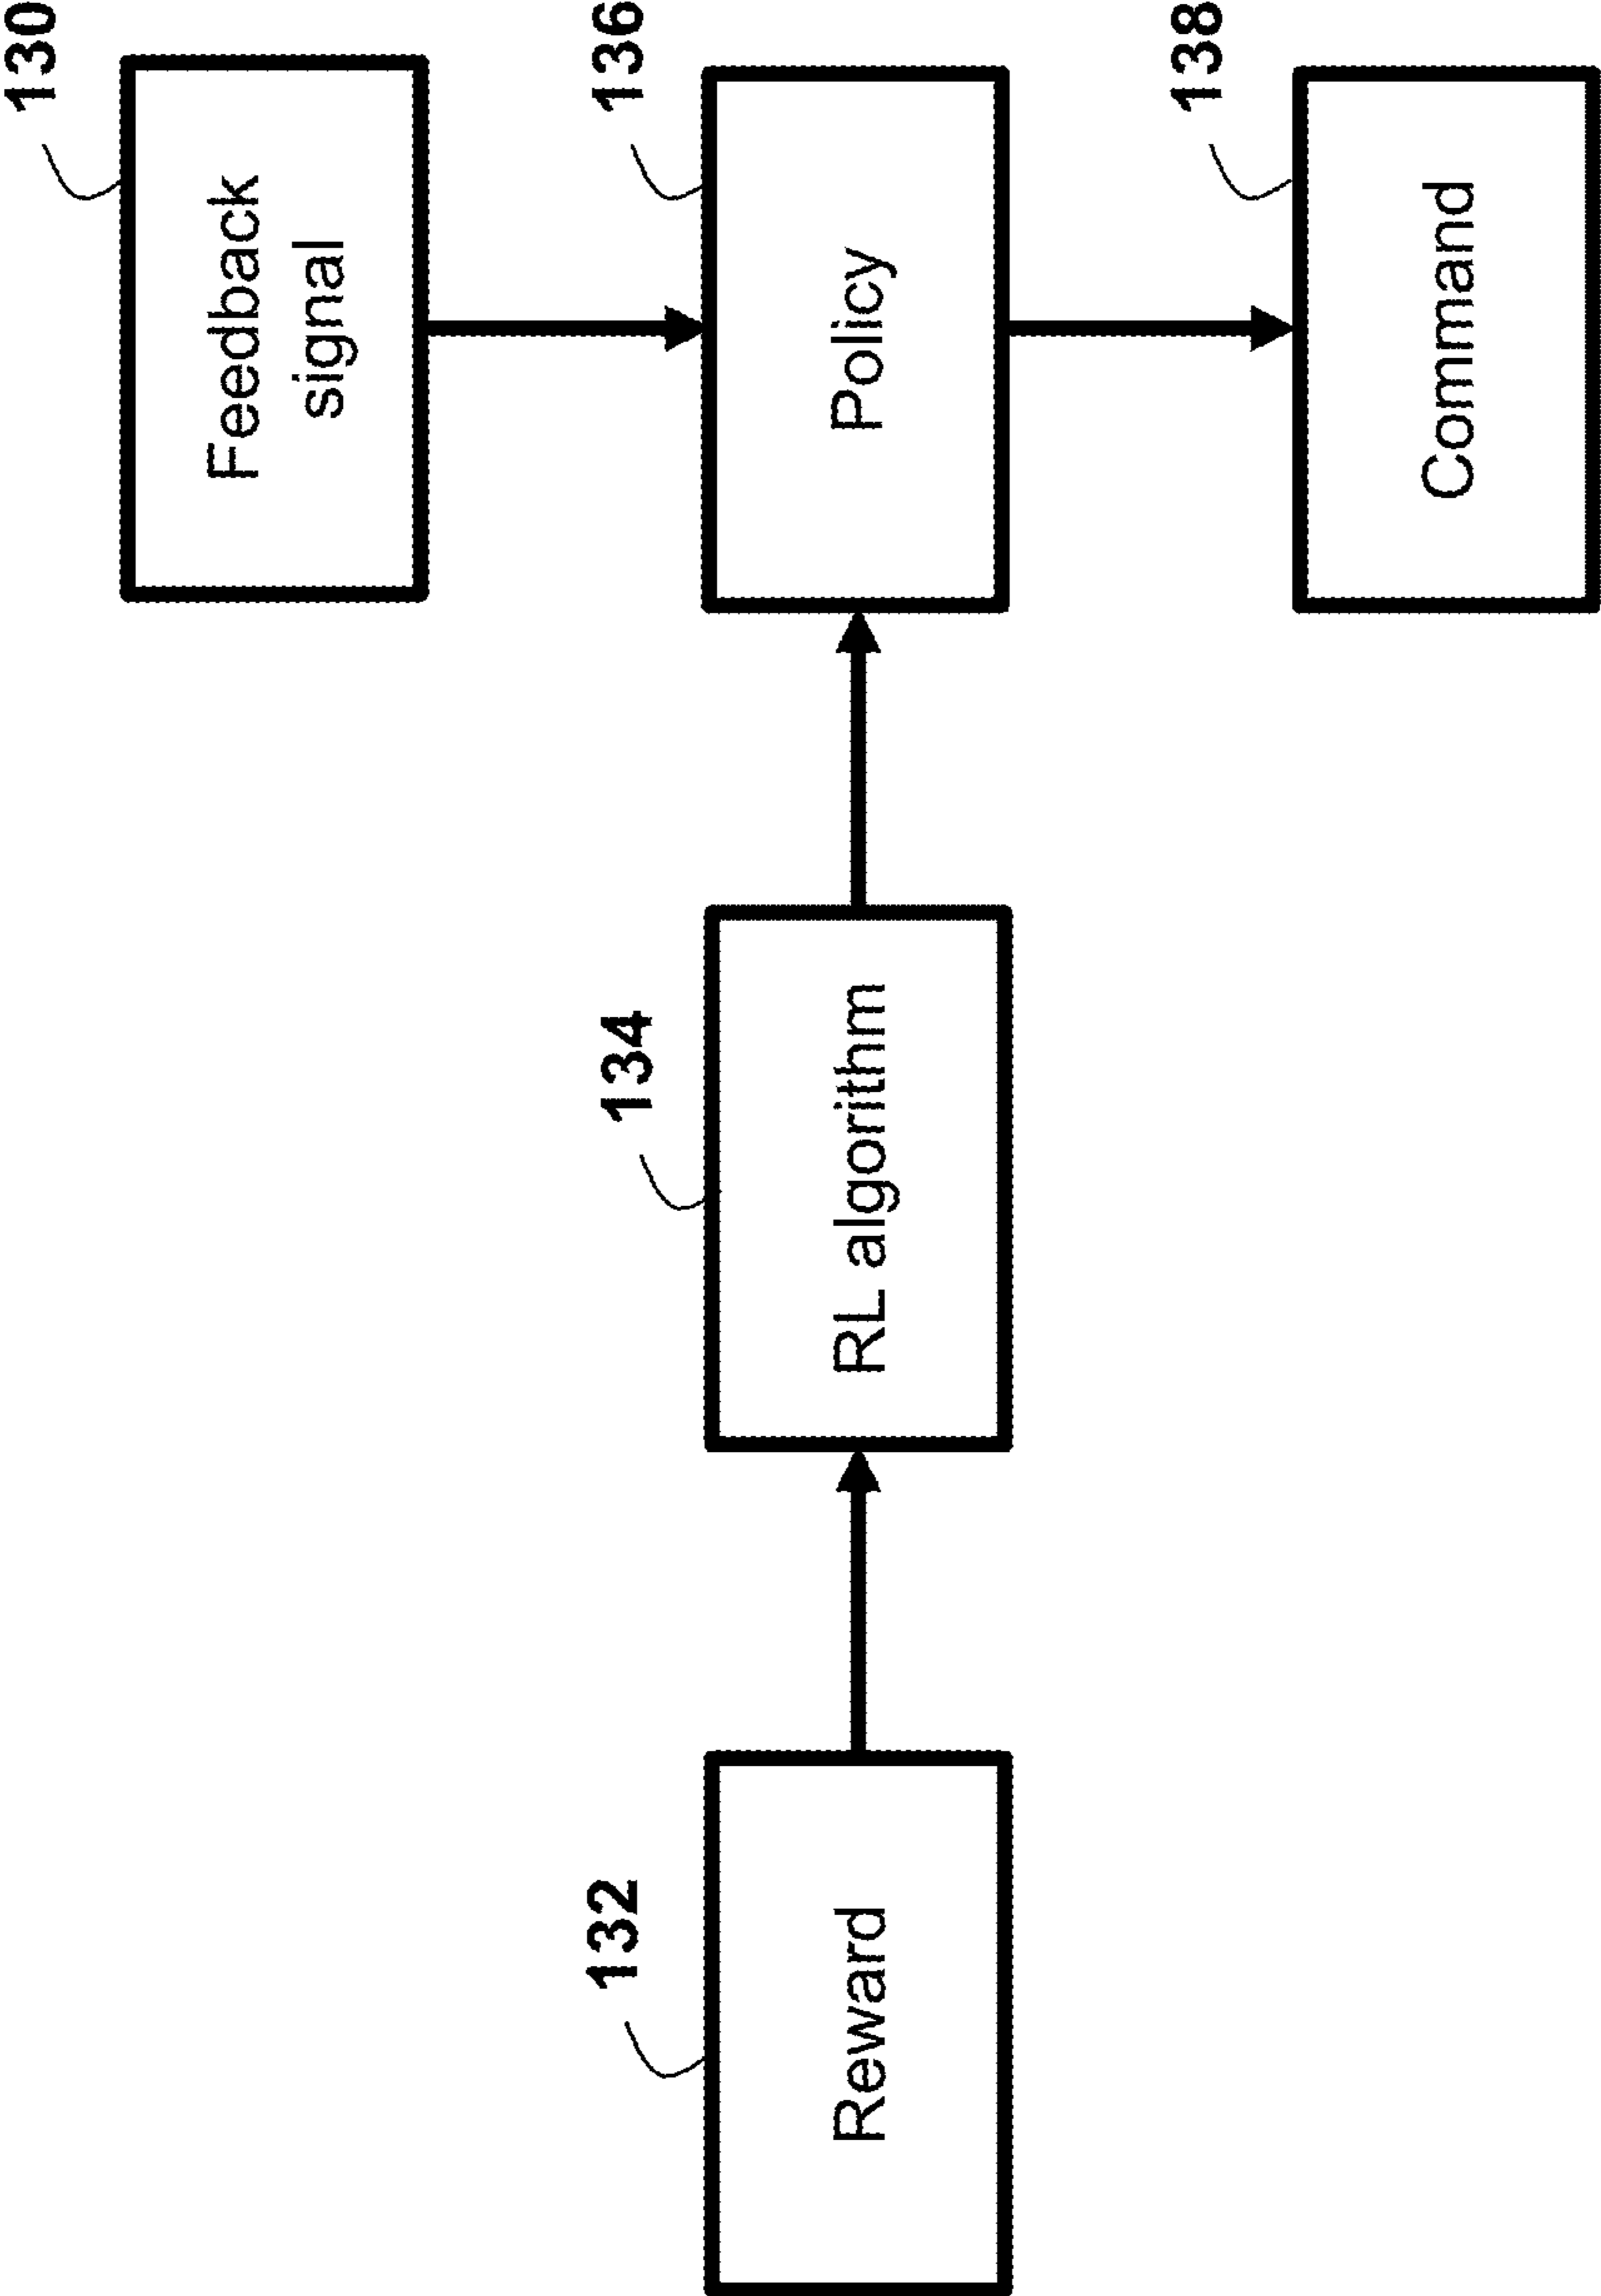 132
Reward
134
RL algorithm
130
Feedback
signal
136
Policy
138
Command